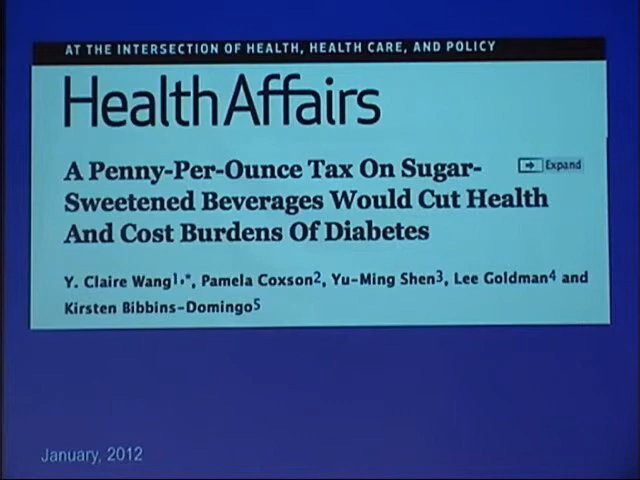 AT THE INTERSECTION OF HEALTH, HEALTH CARE, AND POLICY
HealthAffairs
A Penny-Per-Ounce Tax On Sugar-
Expand
Sweetened Beverages Would Cut Health
And Cost Burdens Of Diabetes
Y. Claire Wang1,*, Pamela Coxson2, Yu-Ming Shen3, Lee Goldman4 and
Kirsten Bibbins-Domingo5
January, 2012